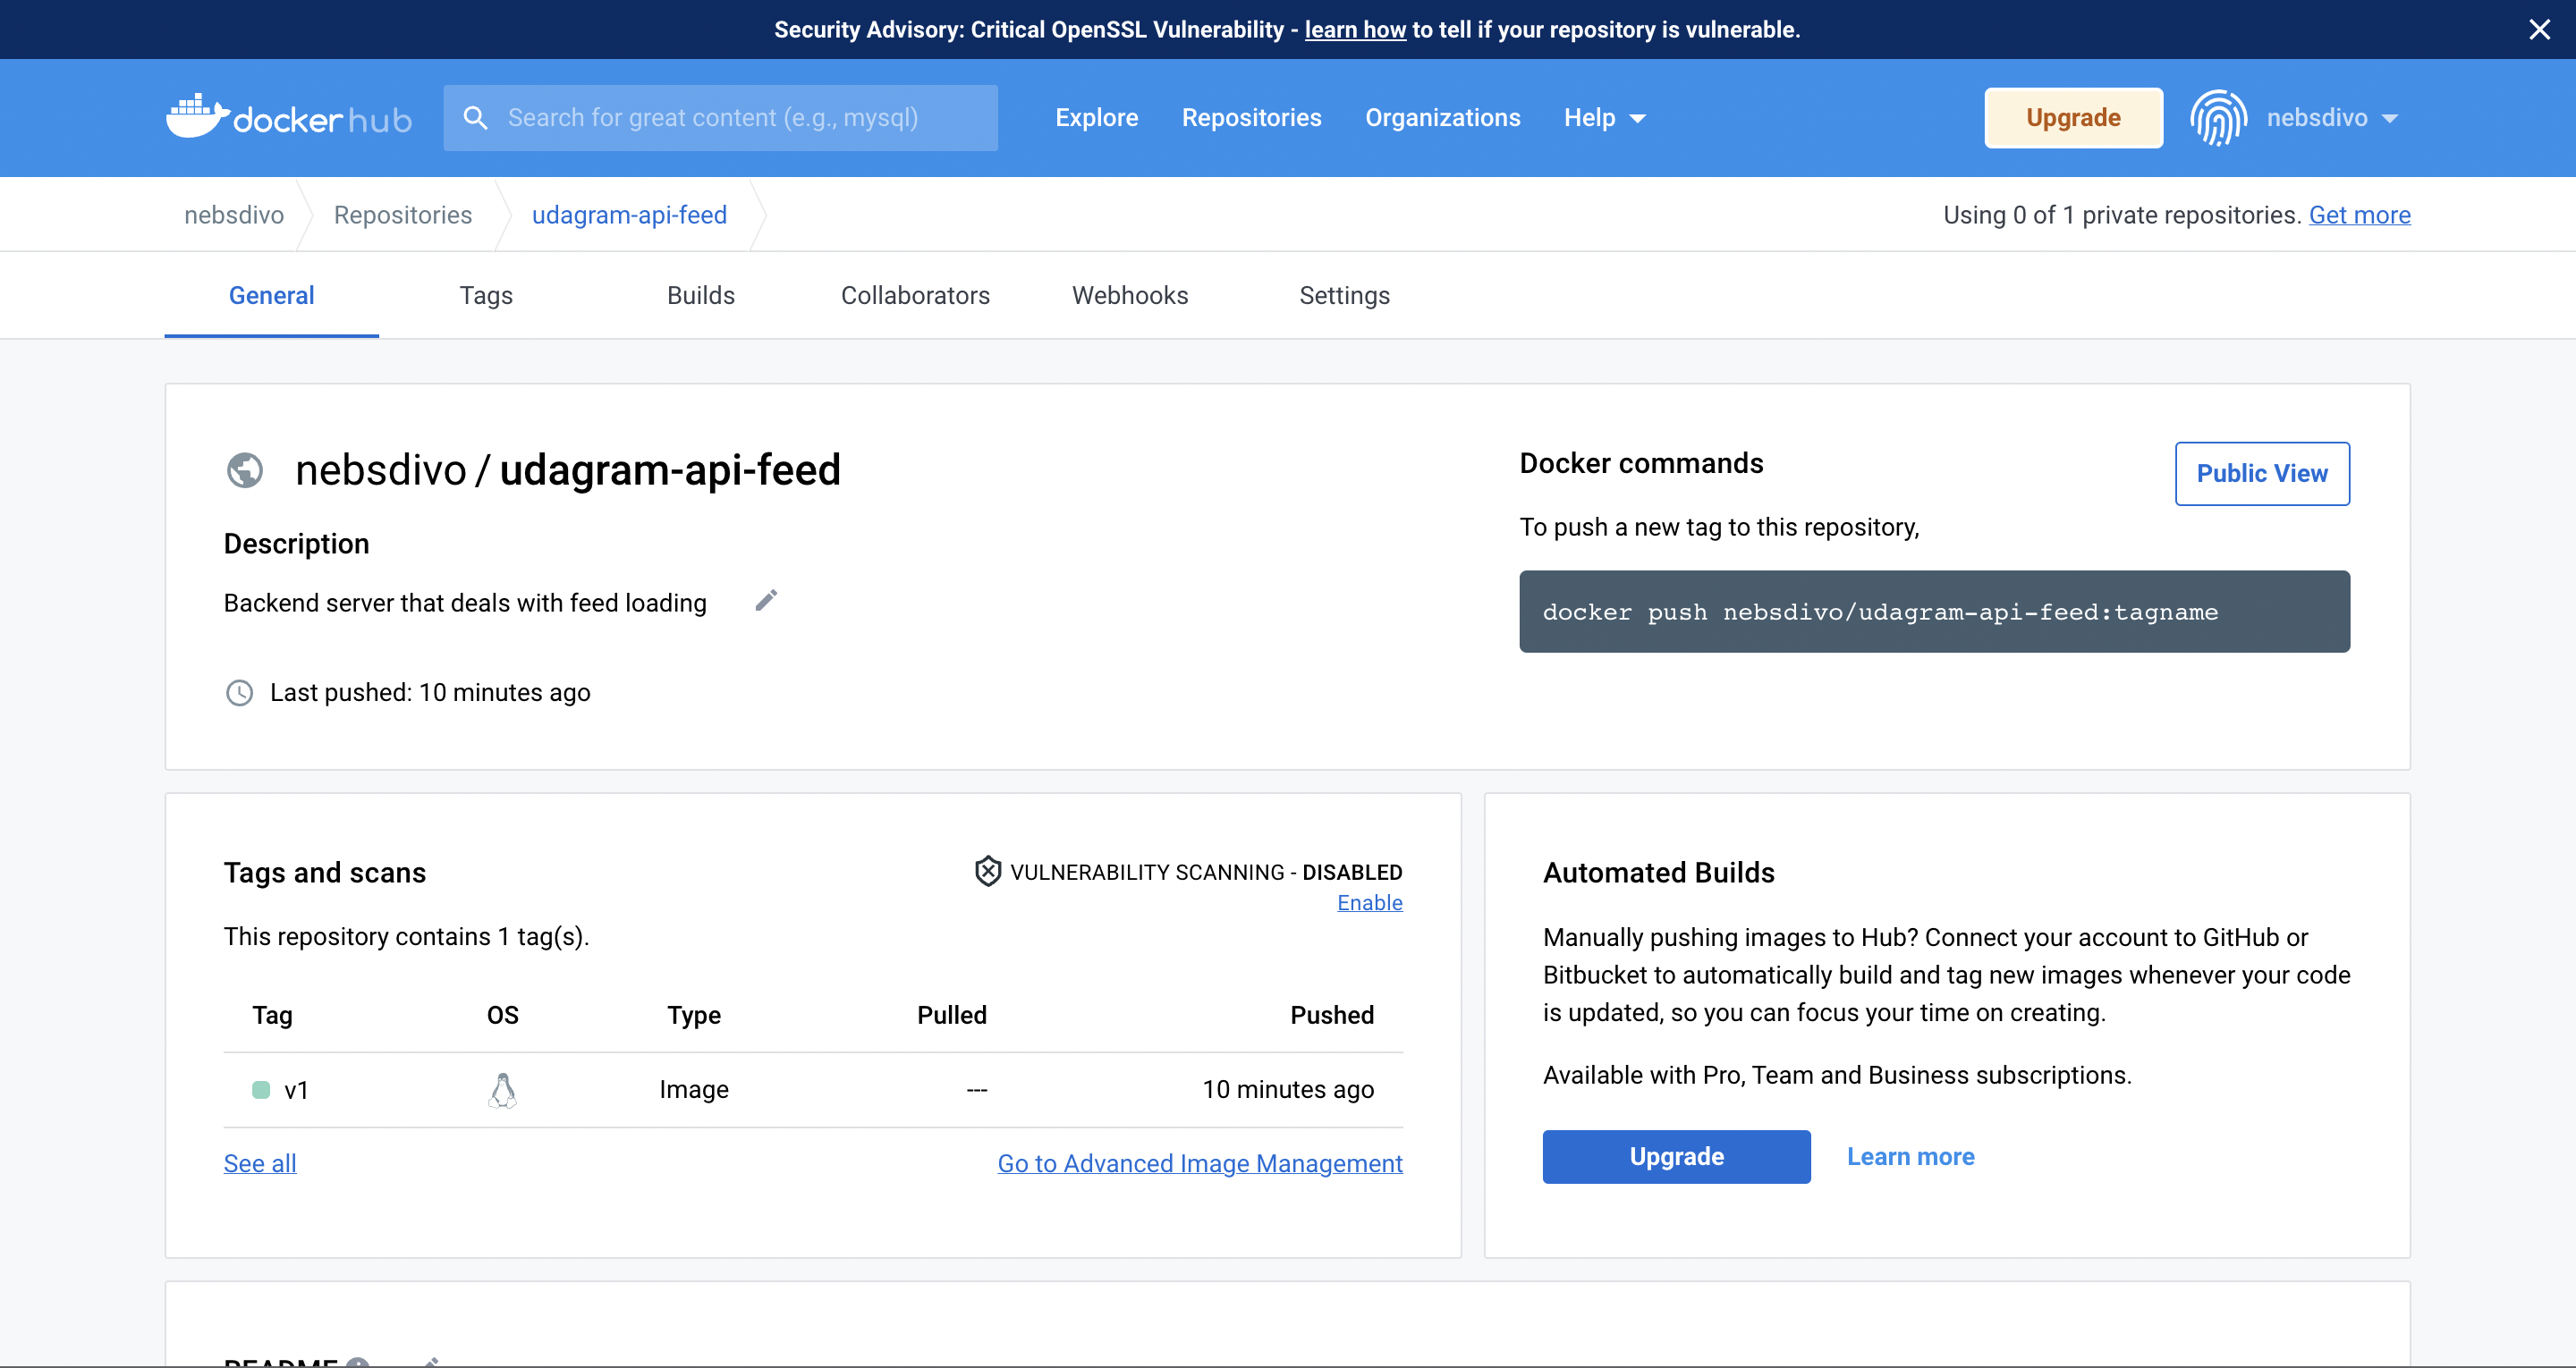 Security Advisory: Critical OpenSSL Vulnerability - learn how to tell if your repository is vulnerable.
dockerhub
Search for great content (e.g., mysql)
Explore
Repositories
Organizations
Help
Upgrade
nebsdivo
nebsdivo
Repositories
udagram-api-feed
Using 0 of 1 private repositories. Get more
General
Tags
Builds
Collaborators
Webhooks
Settings
nebsdivo / udagram-api-feed
Description
Backend server that deals with feed loading
Last pushed: 10 minutes ago
Docker commands
Public View
To push a new tag to this repository,
docker push nebsdivo/udagram-api-feed:tagname
Tags and scans
VULNERABILITY SCANNING - DISABLED
Enable
This repository contains 1 tag(s).
Tag OS Type Pulled Pushed
v1 Image --- 10 minutes ago
See all
Go to Advanced Image Management
Automated Builds
Manually pushing images to Hub? Connect your account to GitHub or
Bitbucket to automatically build and tag new images whenever your code
is updated, so you can focus your time on creating.
Available with Pro, Team and Business subscriptions.
Upgrade
Learn more
README